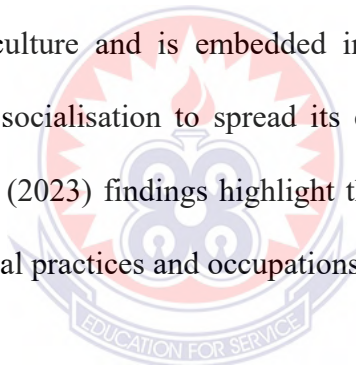 culture and is embedded in
socialisation to spread its
(2023) findings highlight
al practices and occupations
EDUCATION FOR SERVICE